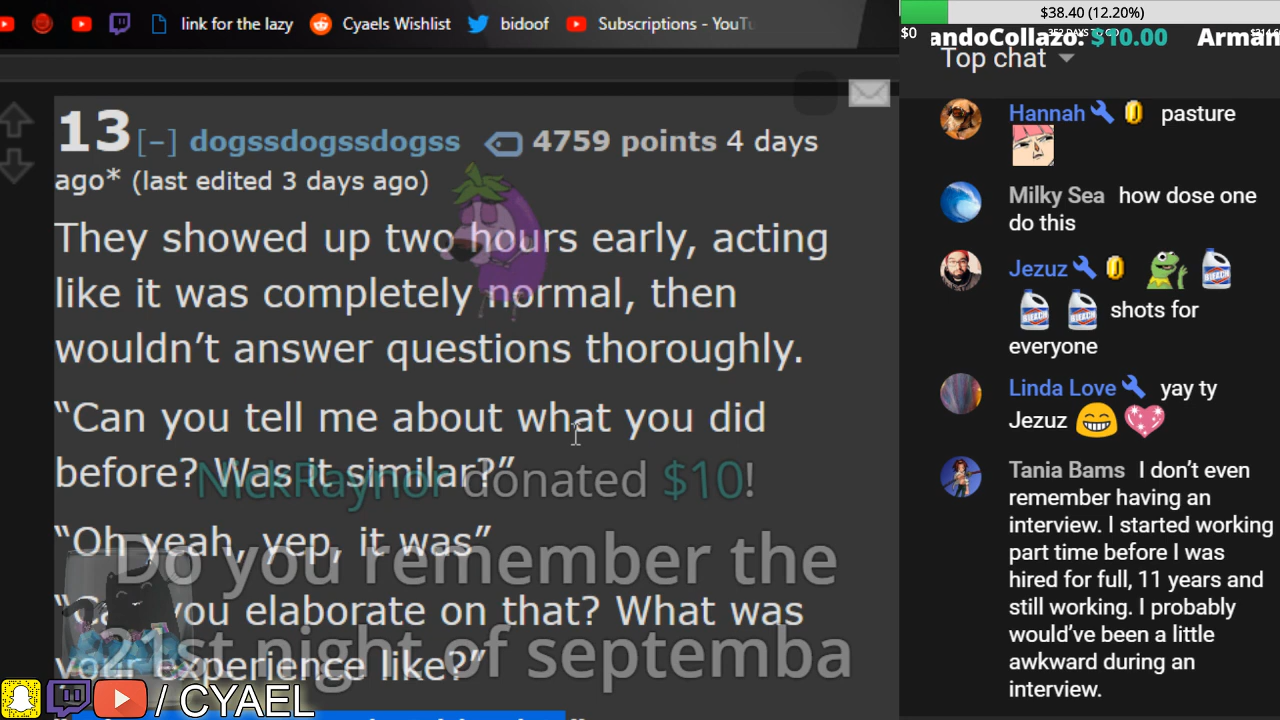 link for the lazy
Cyaels Wishlist
bidoof
Subscriptions - YouTu
13 [–] dogssdogssdogss 4759 points 4 days
ago* (last edited 3 days ago)
They showed up two hours early, acting
like it was completely normal, then
wouldn’t answer questions thoroughly.
“Can you tell me about what you did
before? Was it similar?”
NickRaynor donated $10!
“Oh yeah, yep, it was”
Do you remember the
“Can you elaborate on that? What was
21st night of septemba
your experience like?”
/ CYAEL
$38.40 (12.20%)
$0
andoCollazo: $10.00 Arman
Top chat
Hannah pasture
Milky Sea how dose one
do this
Jezuz
BLEACH
BLEACH BLEACH shots for
everyone
Linda Love yay ty
Jezuz
Tania Bams I don’t even
remember having an
interview. I started working
part time before I was
hired for full, 11 years and
still working. I probably
would’ve been a little
awkward during an
interview.